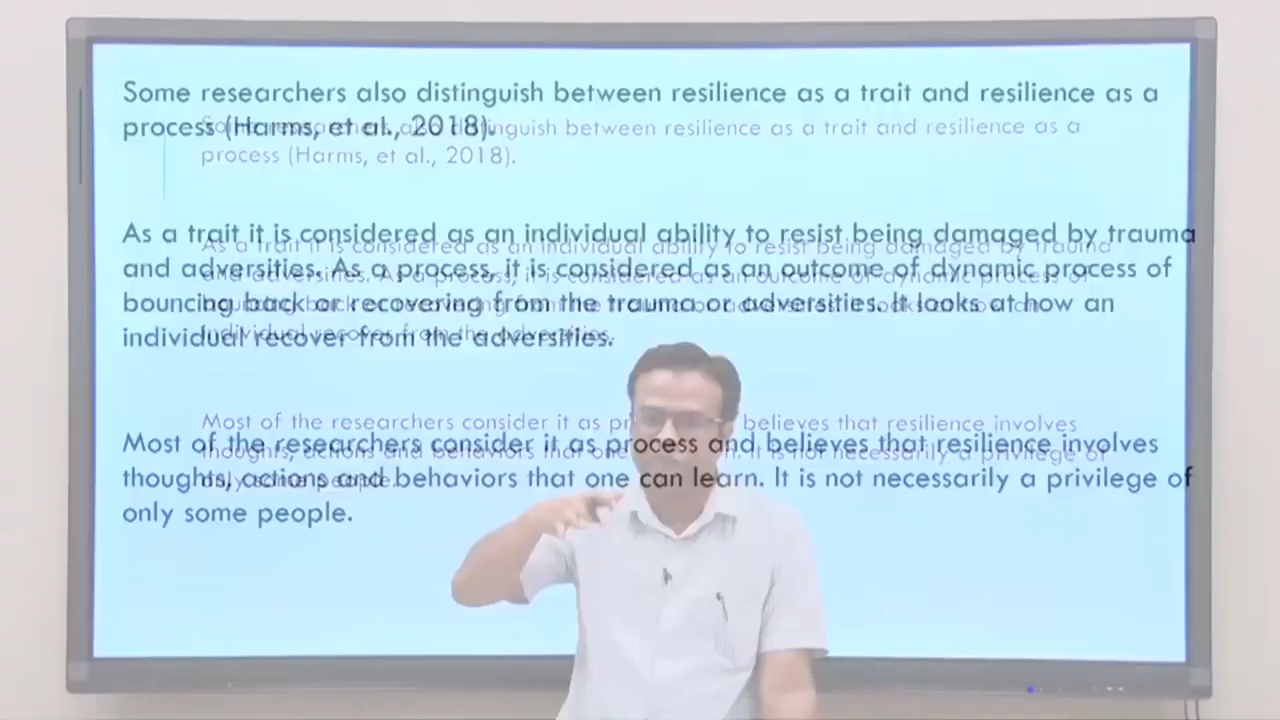 Some researchers also distinguish between resilience as a trait and resilience as a
process (Harms, et al., 2018).
As a trait it is considered as an individual ability to resist being damaged by trauma
and adversities. As a process, it is considered as an outcome of dynamic process of
bouncing back or recovering from the trauma or adversities. It looks at how an
individual recover from the adversities.
Most of the researchers consider it as process and believes that resilience involves
thoughts, actions and behaviors that one can learn. It is not necessarily a privilege of
only some people.